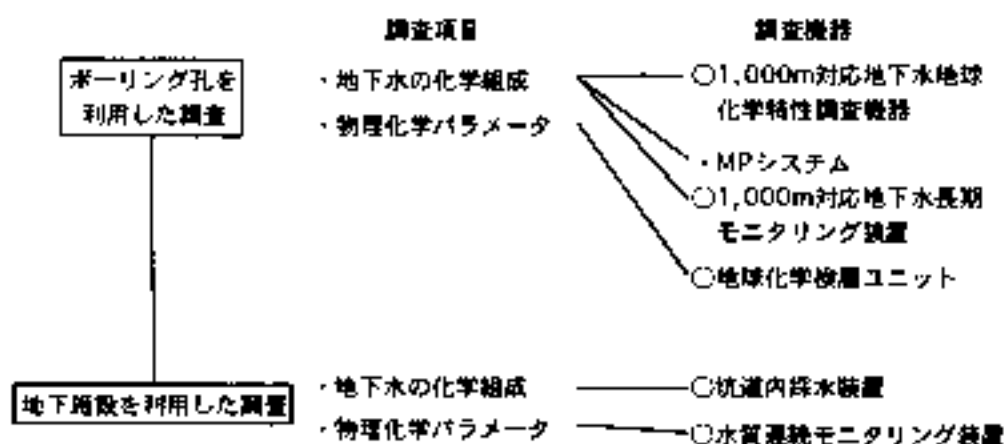 調査項目
調査機器
ボーリング孔を
利用した調査
・地下水の化学組成
・物理化学パラメータ
○1,000m対応地下水地球
化学特性調査機器
・MPシステム
○1,000m対応地下水長期
モニタリング装置
○地球化学検層ユニット
地下施設を利用した調査
・地下水の化学組成
・物理化学パラメータ
○坑道内採水装置
○水質連続モニタリング装置